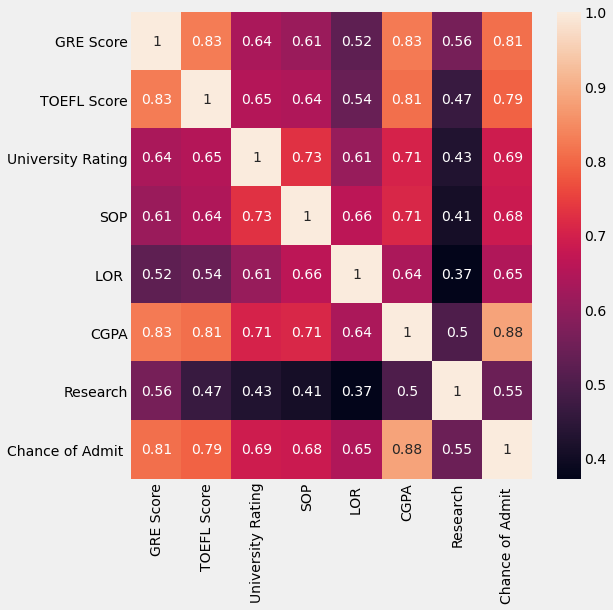 GRE Score 1 0.83 0.64 0.61 0.52 0.83 0.56 0.81
TOEFL Score 0.83 1 0.65 0.64 0.54 0.81 0.47 0.79
University Rating 0.64 0.65 1 0.73 0.61 0.71 0.43 0.69
SOP 0.61 0.64 0.73 1 0.66 0.71 0.41 0.68
LOR 0.52 0.54 0.61 0.66 1 0.64 0.37 0.65
CGPA 0.83 0.81 0.71 0.71 0.64 1 0.5 0.88
Research 0.56 0.47 0.43 0.41 0.37 0.5 1 0.55
Chance of Admit 0.81 0.79 0.69 0.68 0.65 0.88 0.55 1
GRE Score
TOEFL Score
University Rating
SOP
LOR
CGPA
Research
Chance of Admit
1.0
0.9
0.8
0.7
0.6
0.5
0.4